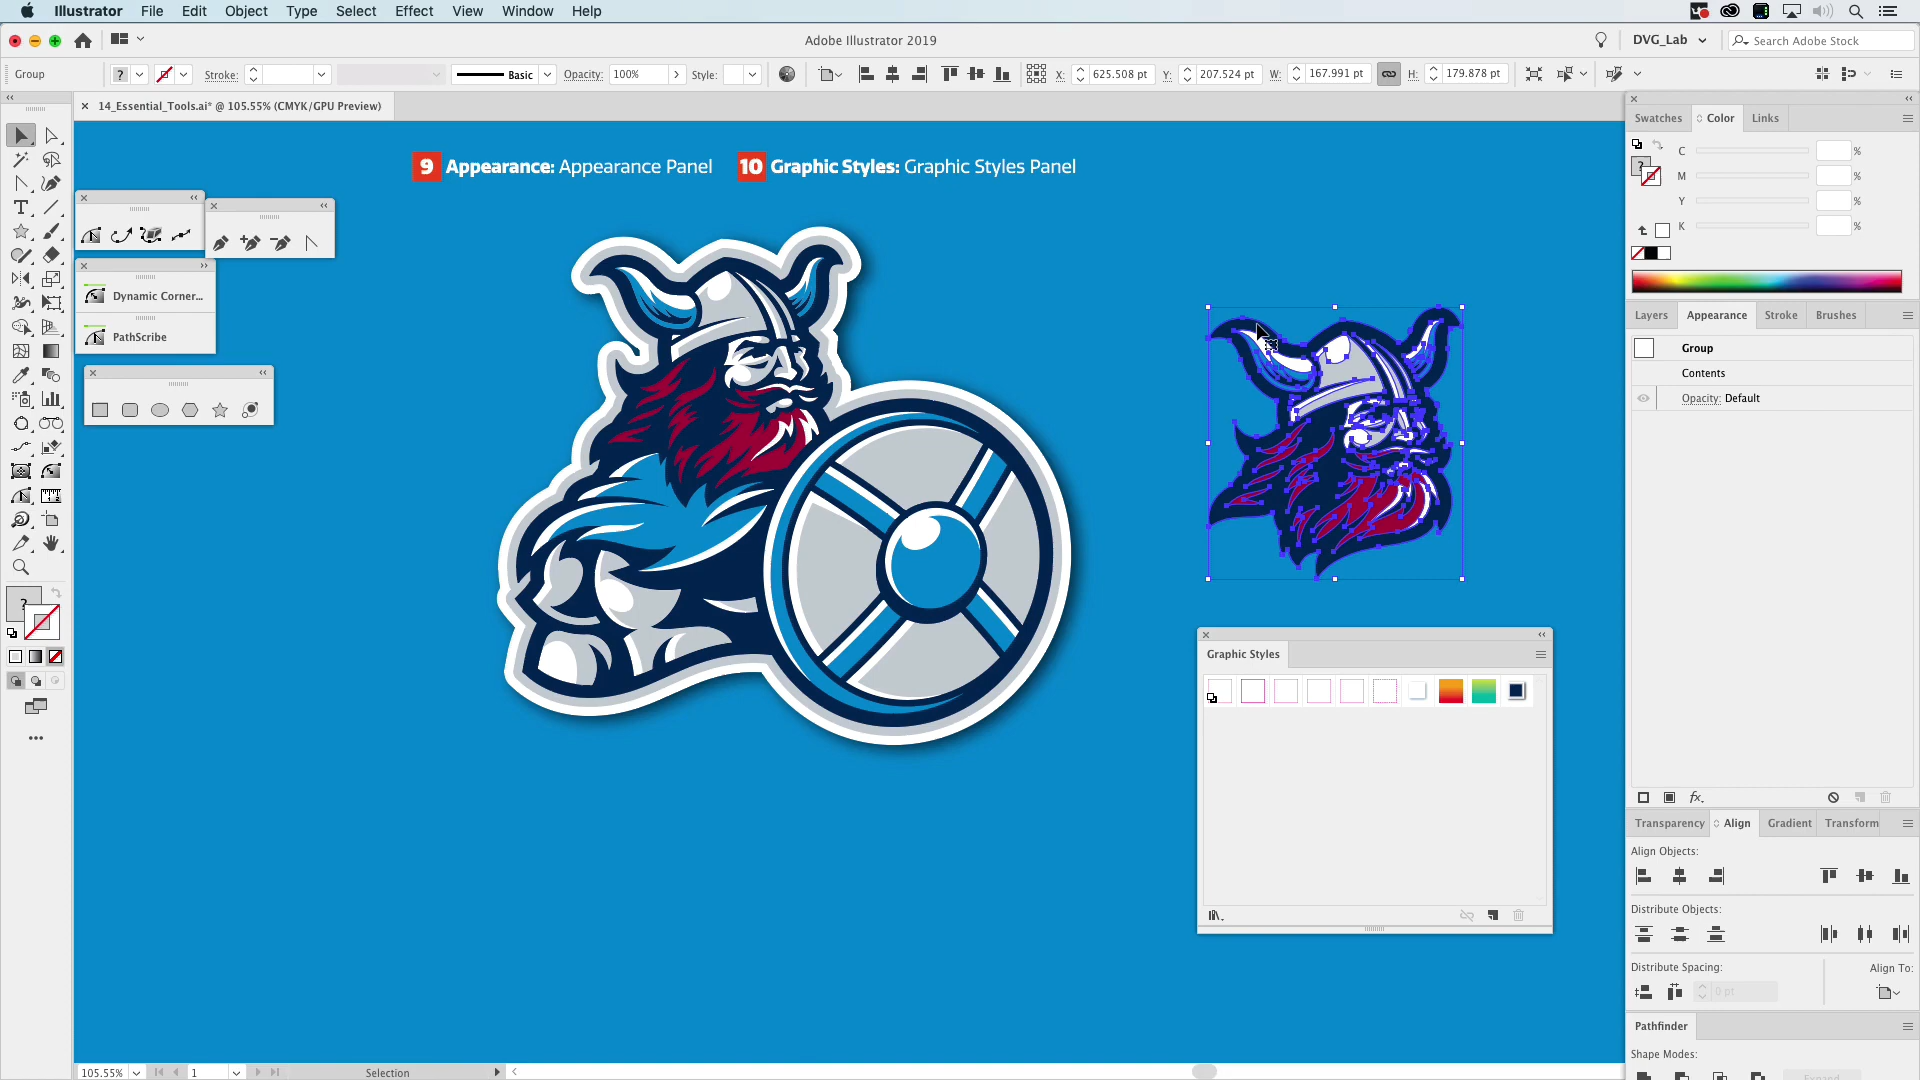 Illustrator File Edit Object Type Select Effect View Window Help
Adobe Illustrator 2019
DVG_Lab
Search Adobe Stock
Group
?
Stroke:
Basic
Opacity: 100%
Style:
X: 625.508 pt
Y: 207.524 pt
W: 167.991 pt
H: 179.878 pt
14_Essential_Tools.ai* @ 105.55% (CMYK/GPU Preview)
9 Appearance: Appearance Panel
10 Graphic Styles: Graphic Styles Panel
Dynamic Corner...
PathScribe
?
Swatches Color Links
?
C %
M %
Y %
K %
Layers Appearance Stroke Brushes
Group
Contents
Opacity: Default
Graphic Styles
fx.
Transparency Align Gradient Transform
Align Objects:
Distribute Objects:
Distribute Spacing:
Align To:
0 pt
Pathfinder
Shape Modes:
Expand
105.55%
1
Selection